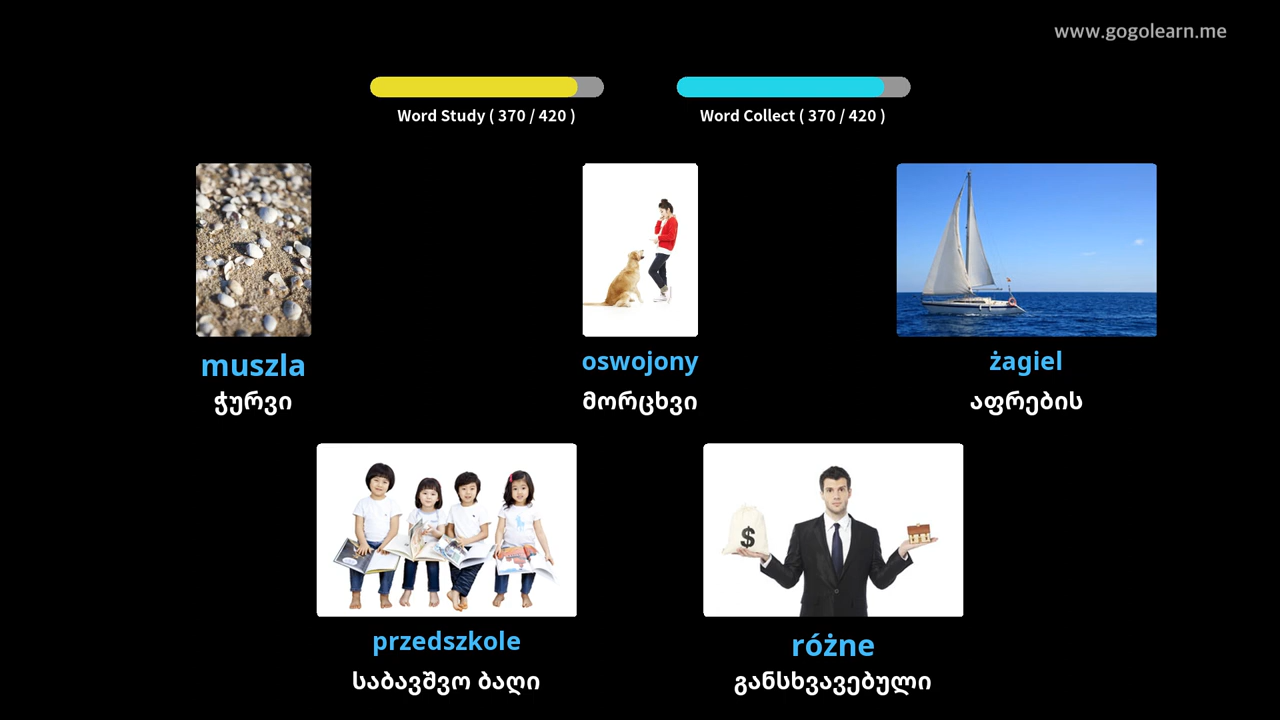 www.gogolearn.me
Word Study ( 370 / 420 )
Word Collect ( 370 / 420 )
muszla
ჭურვი
oswojony
მორცხვი
żagiel
აფრების
$
przedszkole
საბავშვო ბაღი
różne
განსხვავებული